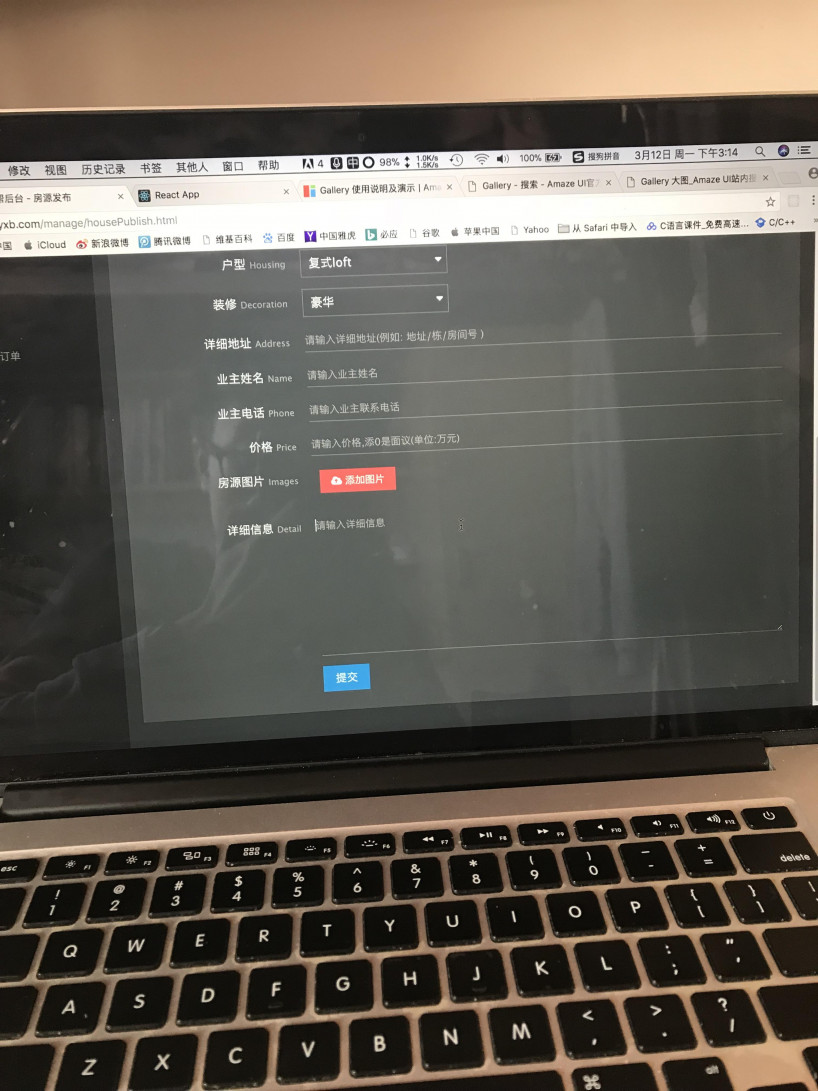 修改 视图 历史记录 书签 其他人 窗口 帮助 4 98% 1.0K/s 1.5K/s 100% 搜狗拼音 3月12日 周一 下午3:14
后台 - 房源发布 × React App × Gallery 使用说明及演示 | Am × Gallery - 搜索 - Amaze UI官 × Gallery 大图_Amaze UI站内搜 ×
yxb.com/manage/housePublish.html
国 iCloud 新浪微博 腾讯微博 维基百科 百度 中国雅虎 必应 谷歌 苹果中国 Yahoo 从 Safari 中导入 C语言课件_免费高速... C/C++
户型 Housing 复式loft
装修 Decoration 豪华
订单
详细地址 Address 请输入详细地址(例如: 地址/栋/房间号 )
业主姓名 Name 请输入业主姓名
业主电话 Phone 请输入业主联系电话
价格 Price 请输入价格,添0是面议(单位:万元)
房源图片 Images 添加图片
详细信息 Detail 请输入详细信息
提交
esc F1 F2 F3 F4 F5 F6 F7 F8 F9 F10 F11 F12
! @ # $ % ^ & * ( ) — +
1 2 3 4 5 6 7 8 9 0 - = delete
Q W E R T Y U I O P { [ } ]
A S D F G H J K L : ; " '
Z X C V B N M < , > . ? /
⌘ alt